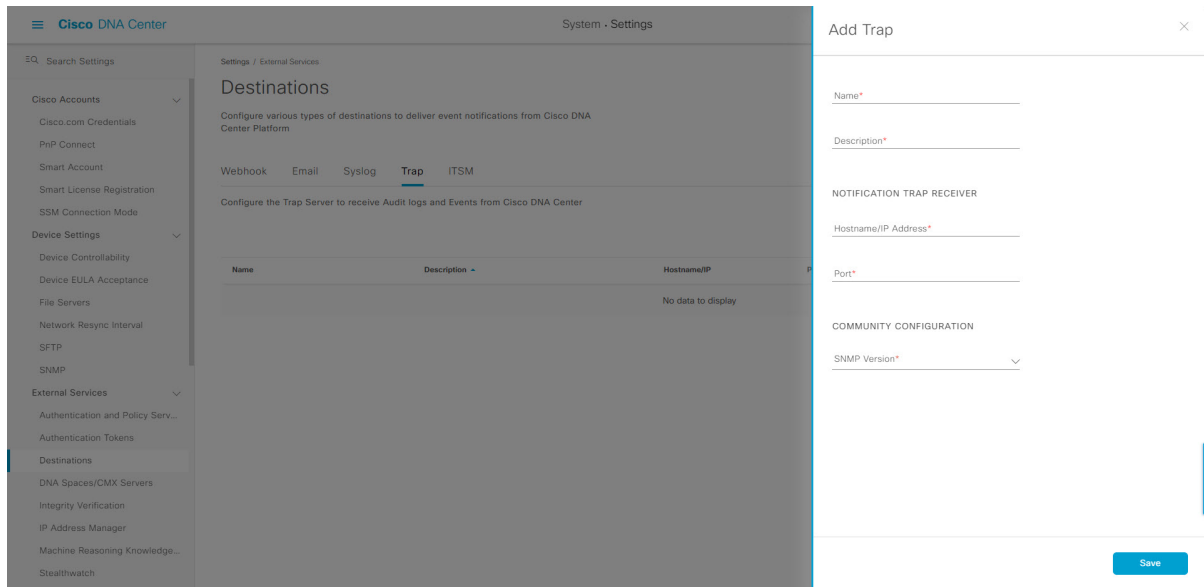 Cisco DNA Center
System · Settings
Search Settings
Cisco Accounts
Cisco.com Credentials
PnP Connect
Smart Account
Smart License Registration
SSM Connection Mode
Device Settings
Device Controllability
Device EULA Acceptance
File Servers
Network Resync Interval
SFTP
SNMP
External Services
Authentication and Policy Serv...
Authentication Tokens
Destinations
DNA Spaces/CMX Servers
Integrity Verification
IP Address Manager
Machine Reasoning Knowledge...
Stealthwatch
Settings / External Services
Destinations
Configure various types of destinations to deliver event notifications from Cisco DNA
Center Platform
Webhook Email Syslog Trap ITSM
Configure the Trap Server to receive Audit logs and Events from Cisco DNA Center
Name Description Hostname/IP P
No data to display
Add Trap
Name*
Description*
NOTIFICATION TRAP RECEIVER
Hostname/IP Address*
Port*
COMMUNITY CONFIGURATION
SNMP Version*
Save